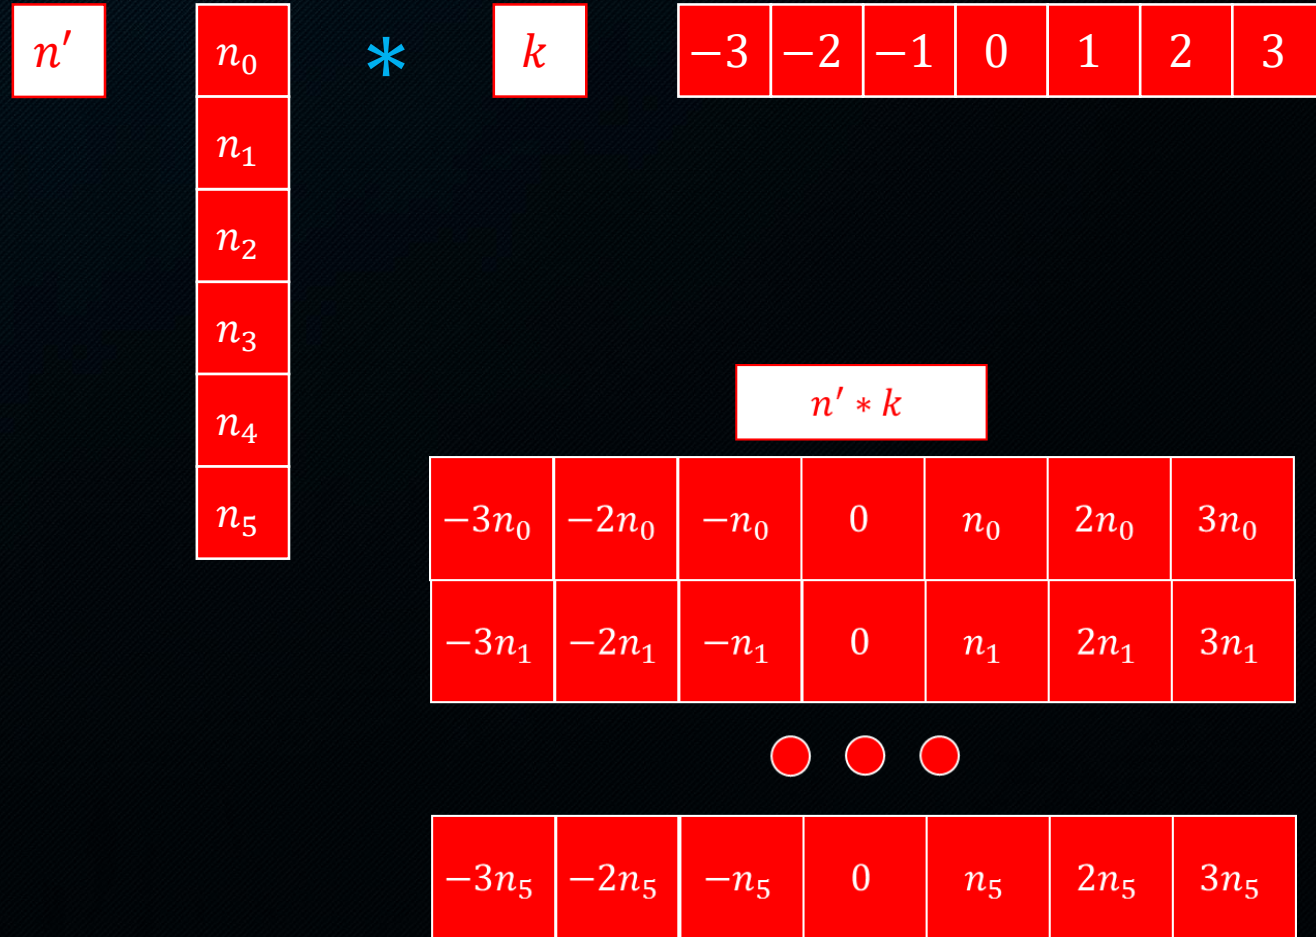 n′ n₀ * k −3 −2 −1 0 1 2 3
n₁
n₂
n₃
n₄
n₅
n′ * k
−3n₀ −2n₀ −n₀ 0 n₀ 2n₀ 3n₀
−3n₁ −2n₁ −n₁ 0 n₁ 2n₁ 3n₁
−3n₅ −2n₅ −n₅ 0 n₅ 2n₅ 3n₅